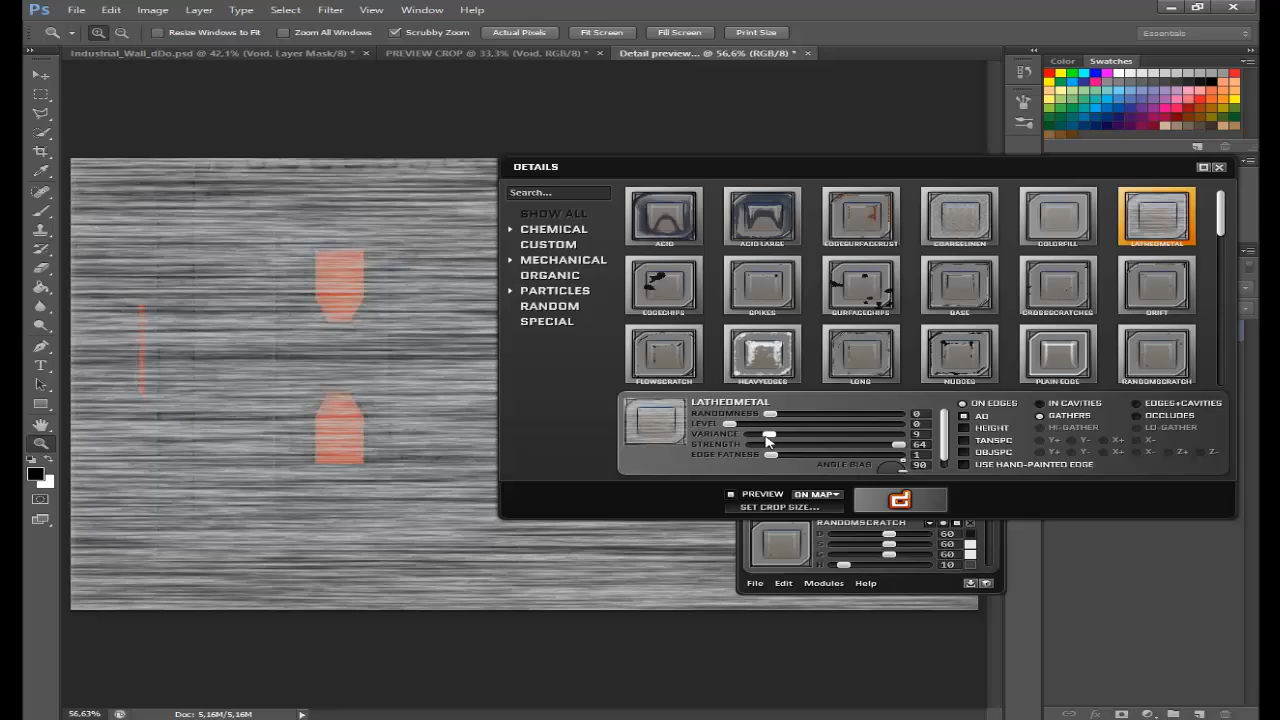 Ps File Edit Image Layer Type Select Filter View Window Help
Resize Windows to Fit Zoom All Windows Scrubby Zoom Actual Pixels Fit Screen Fill Screen Print Size Essentials
Industrial_Wall_dDo.psd @ 42,1% (Void, Layer Mask/8) * × PREVIEW CROP @ 33,3% (Void, RGB/8) * × Detail preview... @ 56,6% (RGB/8) * ×
Color Swatches
DETAILS
Search...
SHOW ALL
CHEMICAL
CUSTOM
MECHANICAL
ORGANIC
PARTICLES
RANDOM
SPECIAL
ACID ACID LARGE EDGESURFACERUST COARSELINEN COLORFILL LATHEDMETAL
EDGECHIPS SPIKES SURFACECHIPS BASE CROSSSCRATCHES DRIFT
FLOWSCRATCH HEAVYEDGES LONG NUDGES PLAIN EDGE RANDOMSCRATCH
LATHEDMETAL
RANDOMNESS 0
LEVEL 0
VARIANCE 9
STRENGTH 64
EDGE FATNESS 1
ANGLE BIAS 90
ON EDGES IN CAVITIES EDGES+CAVITIES
AO GATHERS OCCLUDES
HEIGHT HI-GATHER LO-GATHER
TANSPC Y+ Y- X+ X-
OBJSPC Y+ Y- X+ X- Z+ Z-
USE HAND-PAINTED EDGE
PREVIEW ON MAP
SET CROP SIZE...
RANDOMSCRATCH
D 60
S 60
G 60
H 10
File Edit Modules Help
56,63% Doc: 5,16M/5,16M